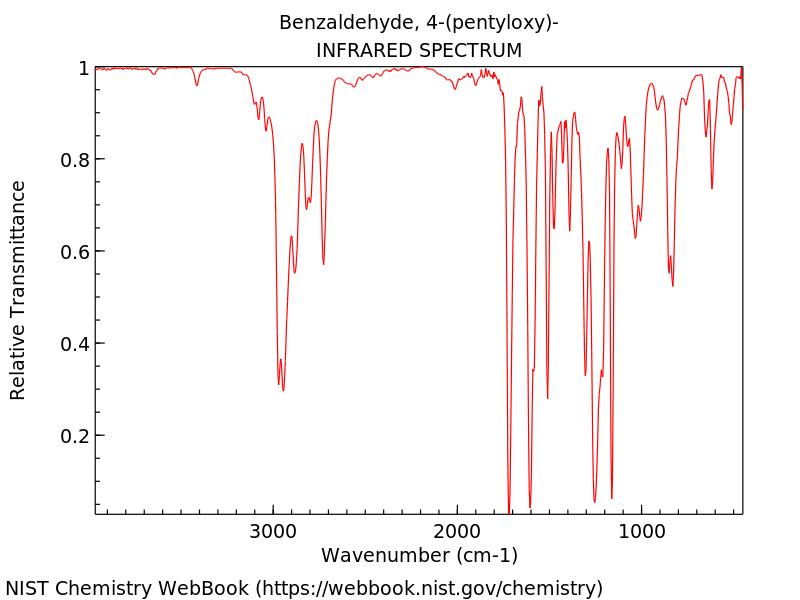 Benzaldehyde, 4-(pentyloxy)-
INFRARED SPECTRUM
1
0.8
0.6
0.4
0.2
Relative Transmittance
3000 2000 1000
Wavenumber (cm-1)
NIST Chemistry WebBook (https://webbook.nist.gov/chemistry)